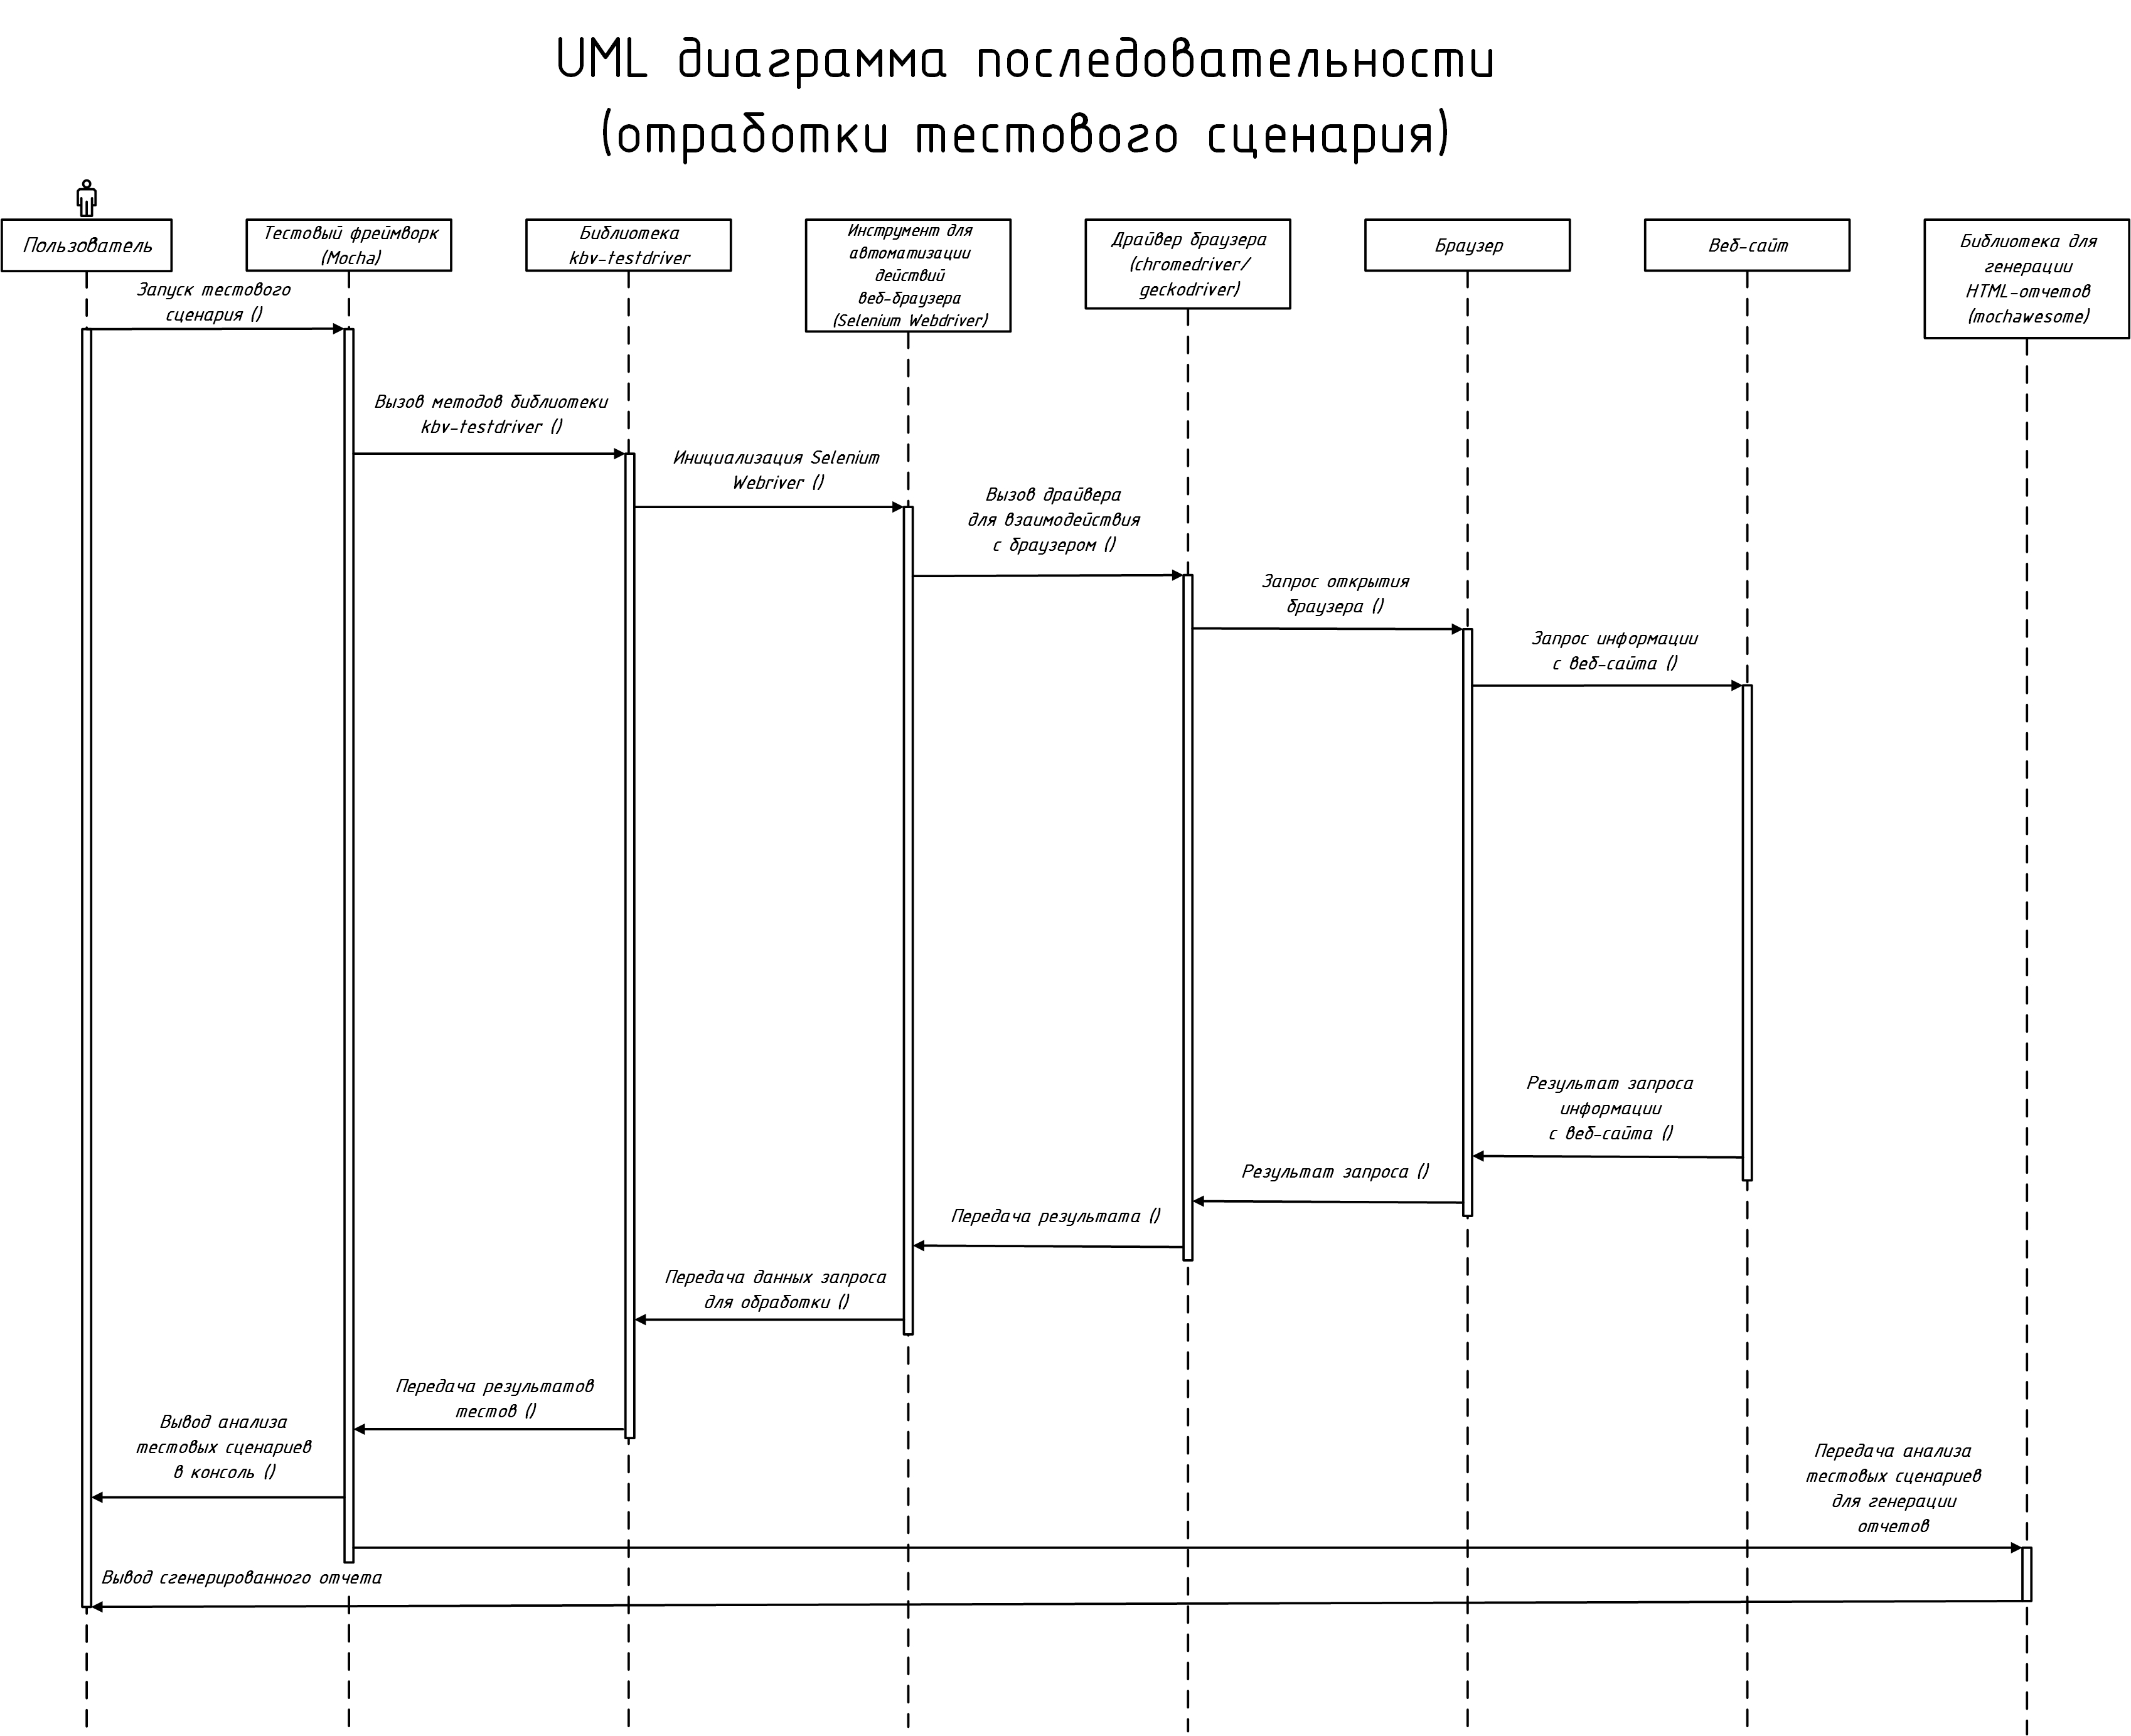 UML диаграмма последовательности
(отработки тестового сценария)
Пользователь
Тестовый фреймворк
(Mocha)
Библиотека
kbv-testdriver
Инструмент для
автоматизации
действий
веб-браузера
(Selenium Webdriver)
Драйвер браузера
(chromedriver/
geckodriver)
Браузер
Веб-сайт
Библиотека для
генерации
HTML-отчетов
(mochawesome)
Запуск тестового
сценария ()
Вызов методов библиотеки
kbv-testdriver ()
Инициализация Selenium
Webriver ()
Вызов драйвера
для взаимодействия
с браузером ()
Запрос открытия
браузера ()
Запрос информации
с веб-сайта ()
Результат запроса
информации
с веб-сайта ()
Результат запроса ()
Передача результата ()
Передача данных запроса
для обработки ()
Передача результатов
тестов ()
Вывод анализа
тестовых сценариев
в консоль ()
Передача анализа
тестовых сценариев
для генерации
отчетов
Вывод сгенерированного отчета